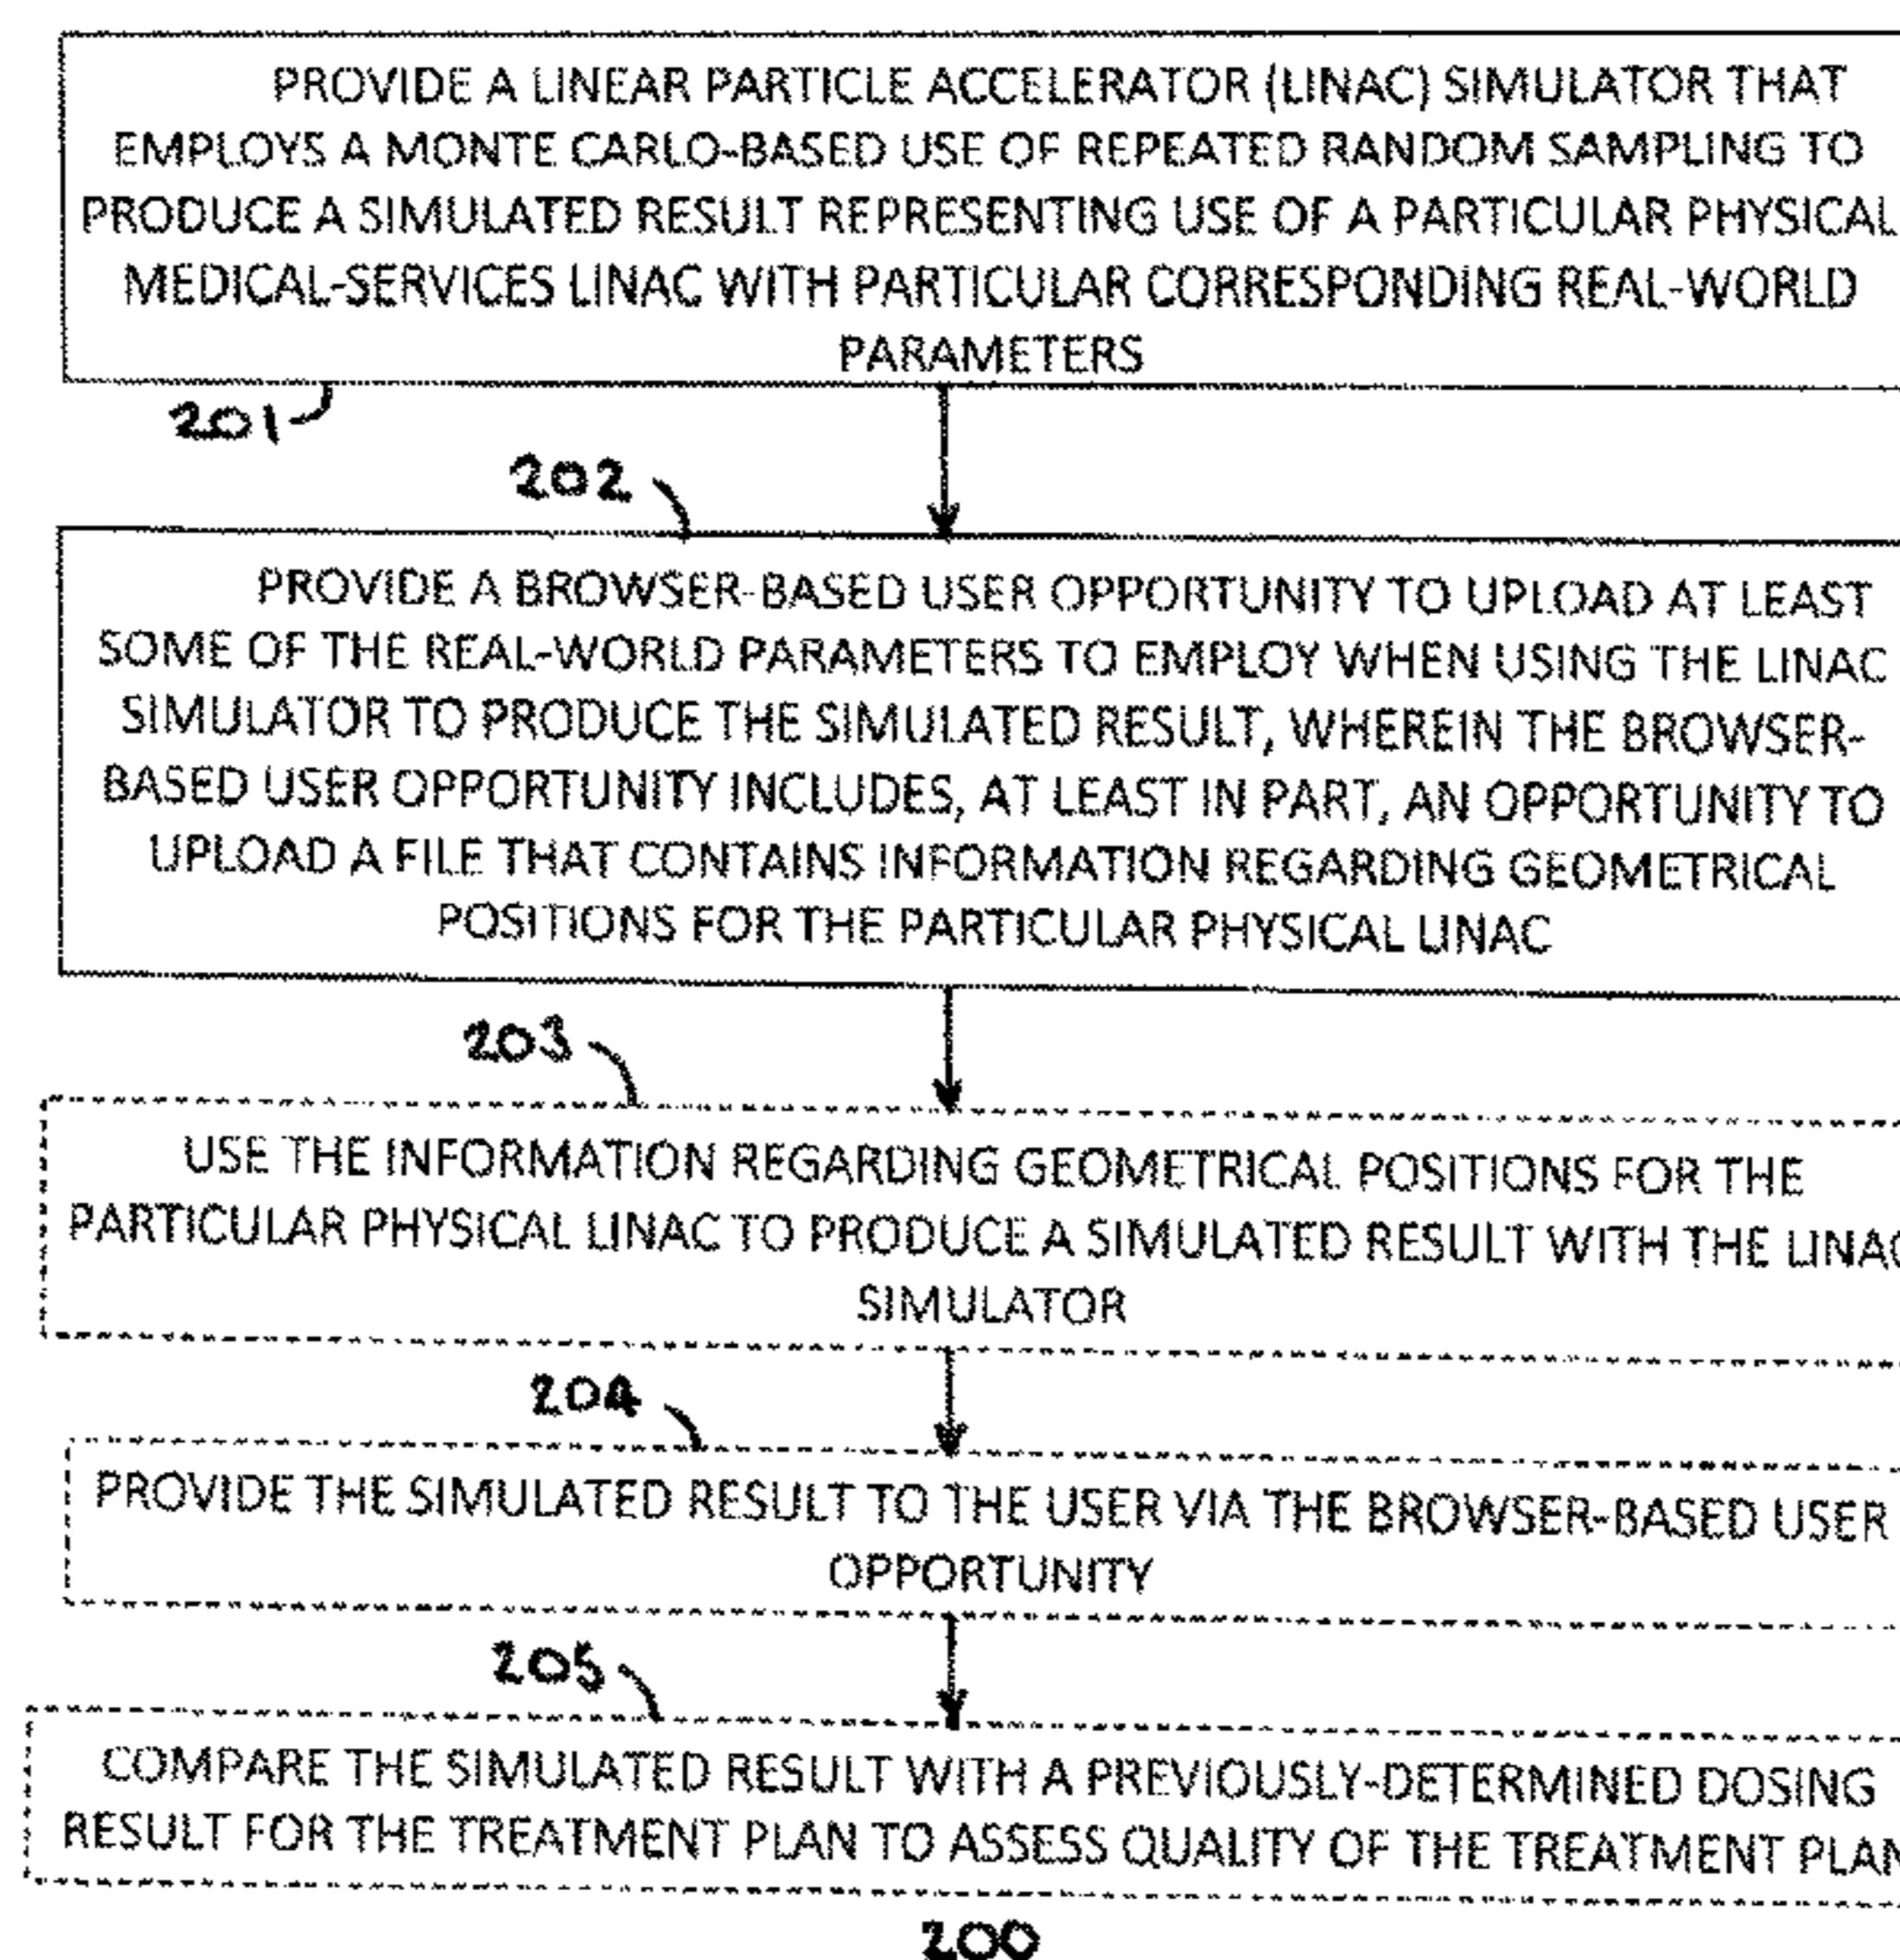 PROVIDE A LINEAR PARTICLE ACCELERATOR (LINAC) SIMULATOR THAT
EMPLOYS A MONTE CARLO-BASED USE OF REPEATED RANDOM SAMPLING TO
PRODUCE A SIMULATED RESULT REPRESENTING USE OF A PARTICULAR PHYSICAL
MEDICAL-SERVICES LINAC WITH PARTICULAR CORRESPONDING REAL-WORLD
PARAMETERS
201
202
PROVIDE A BROWSER-BASED USER OPPORTUNITY TO UPLOAD AT LEAST
SOME OF THE REAL-WORLD PARAMETERS TO EMPLOY WHEN USING THE LINAC
SIMULATOR TO PRODUCE THE SIMULATED RESULT, WHEREIN THE BROWSER-
BASED USER OPPORTUNITY INCLUDES, AT LEAST IN PART, AN OPPORTUNITY TO
UPLOAD A FILE THAT CONTAINS INFORMATION REGARDING GEOMETRICAL
POSITIONS FOR THE PARTICULAR PHYSICAL LINAC
203
USE THE INFORMATION REGARDING GEOMETRICAL POSITIONS FOR THE
PARTICULAR PHYSICAL LINAC TO PRODUCE A SIMULATED RESULT WITH THE LINAC
SIMULATOR
204
PROVIDE THE SIMULATED RESULT TO THE USER VIA THE BROWSER-BASED USER
OPPORTUNITY
205
COMPARE THE SIMULATED RESULT WITH A PREVIOUSLY-DETERMINED DOSING
RESULT FOR THE TREATMENT PLAN TO ASSESS QUALITY OF THE TREATMENT PLAN
200